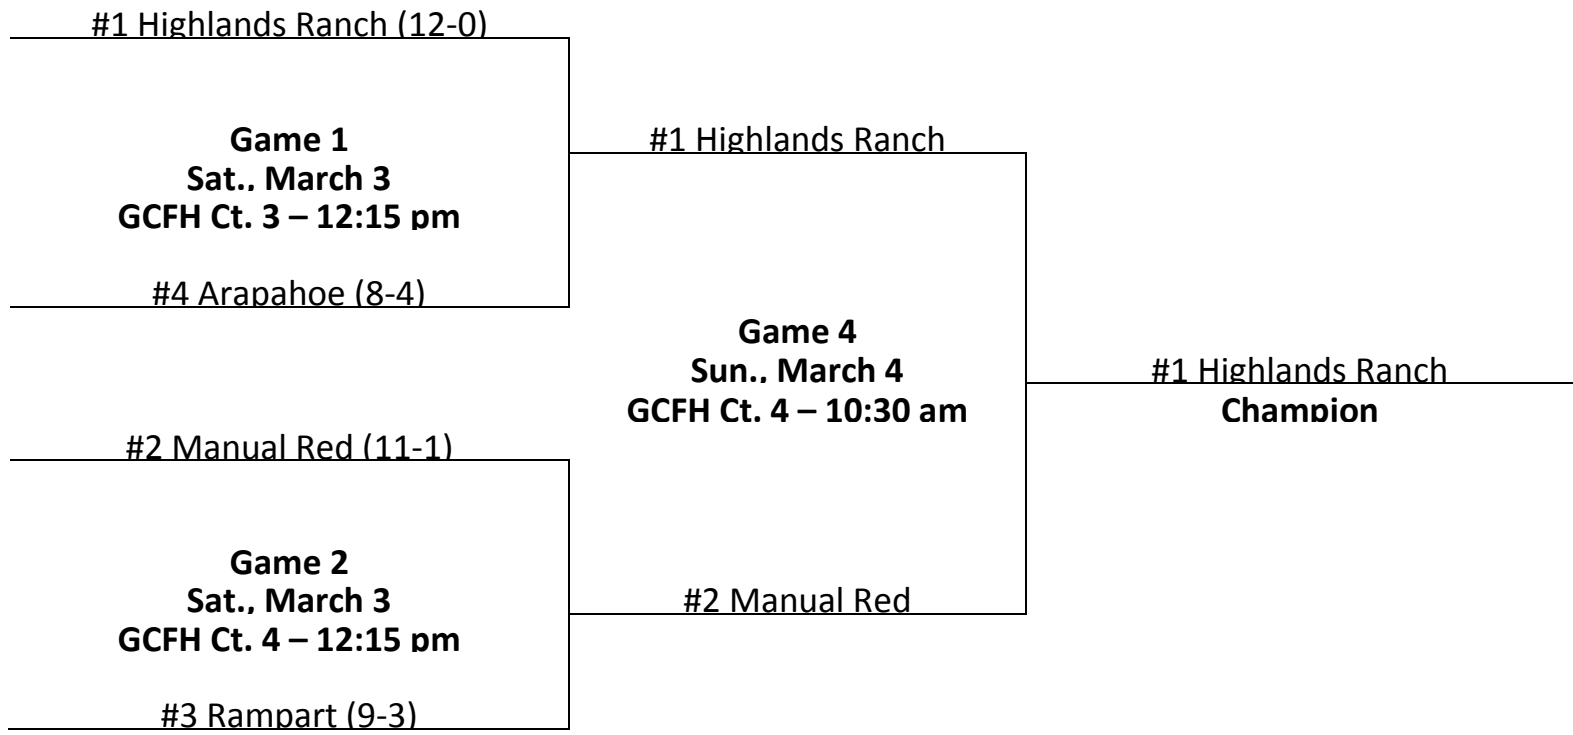 #1 Highlands Ranch (12-0)
Game 1
Sat., March 3
GCFH Ct. 3 – 12:15 pm
#4 Arapahoe (8-4)
#1 Highlands Ranch
Game 4
Sun., March 4
GCFH Ct. 4 – 10:30 am
#1 Highlands Ranch
Champion
#2 Manual Red (11-1)
Game 2
Sat., March 3
GCFH Ct. 4 – 12:15 pm
#3 Rampart (9-3)
#2 Manual Red